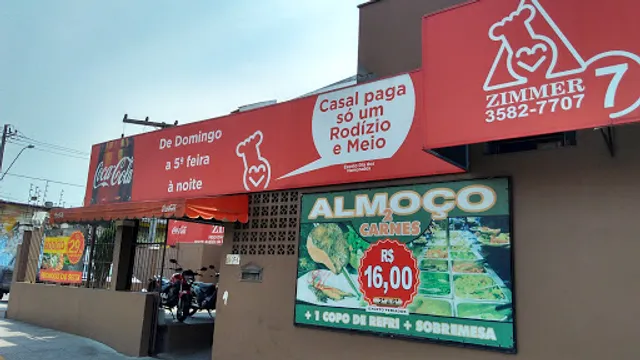 Coca-Cola
De Domingo
a 5ª feira
à noite
Casal paga
só um
Rodízio
e Meio
ZIMMER
3582-7707
7
ALMOÇO
2
CARNES
R$
16,00
+ 1 COPO DE REFRI + SOBREMESA
29